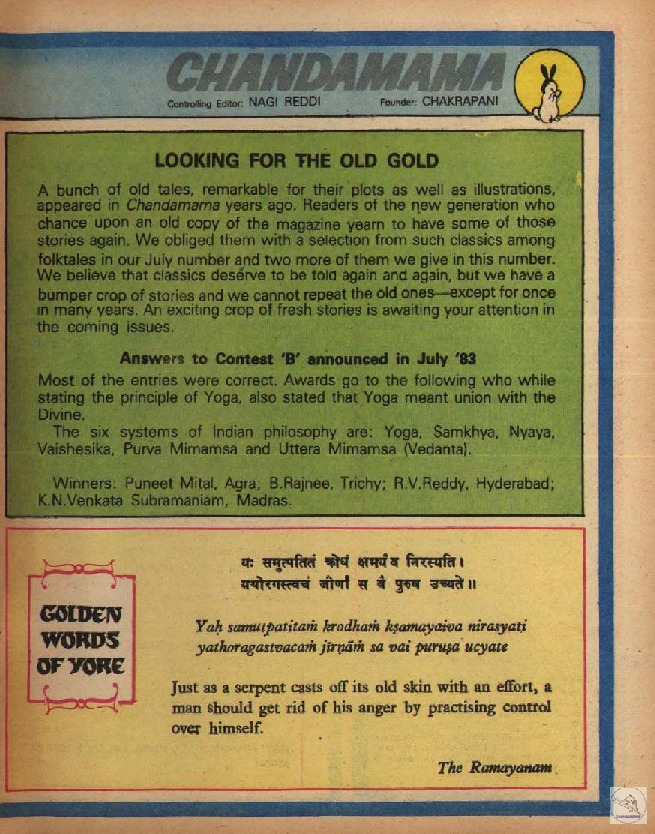 CHANDAMAMA
Controlling Editor: NAGI REDDI Founder: CHAKRAPANI
LOOKING FOR THE OLD GOLD
A bunch of old tales, remarkable for their plots as well as illustrations,
appeared in Chandamama years ago. Readers of the new generation who
chance upon an old copy of the magazine yearn to have some of those
stories again. We obliged them with a selection from such classics among
folktales in our July number and two more of them we give in this number.
We believe that classics deserve to be told again and again, but we have a
bumper crop of stories and we cannot repeat the old ones—except for once
in many years. An exciting crop of fresh stories is awaiting your attention in
the coming issues.
Answers to Contest 'B' announced in July '83
Most of the entries were correct. Awards go to the following who while
stating the principle of Yoga, also stated that Yoga meant union with the
Divine.
The six systems of Indian philosophy are: Yoga, Samkhya, Nyaya,
Vaishesika, Purva Mimamsa and Uttera Mimamsa (Vedanta).
Winners: Puneet Mital, Agra; B.Rajnee, Trichy; R.V.Reddy, Hyderabad;
K.N.Venkata Subramaniam, Madras.
GOLDEN
WORDS
OF YORE
यः समुत्पतितं क्रोधं क्षमयैव निरस्यति।
यथोरगस्त्वचं जीर्णां स वै पुरुष उच्यते॥
Yaḥ samutpatitaṁ krodhaṁ kṣamayaiva nirasyati
yathoragastvacaṁ jīrṇāṁ sa vai puruṣa ucyate
Just as a serpent casts off its old skin with an effort, a
man should get rid of his anger by practising control
over himself.
The Ramayanam